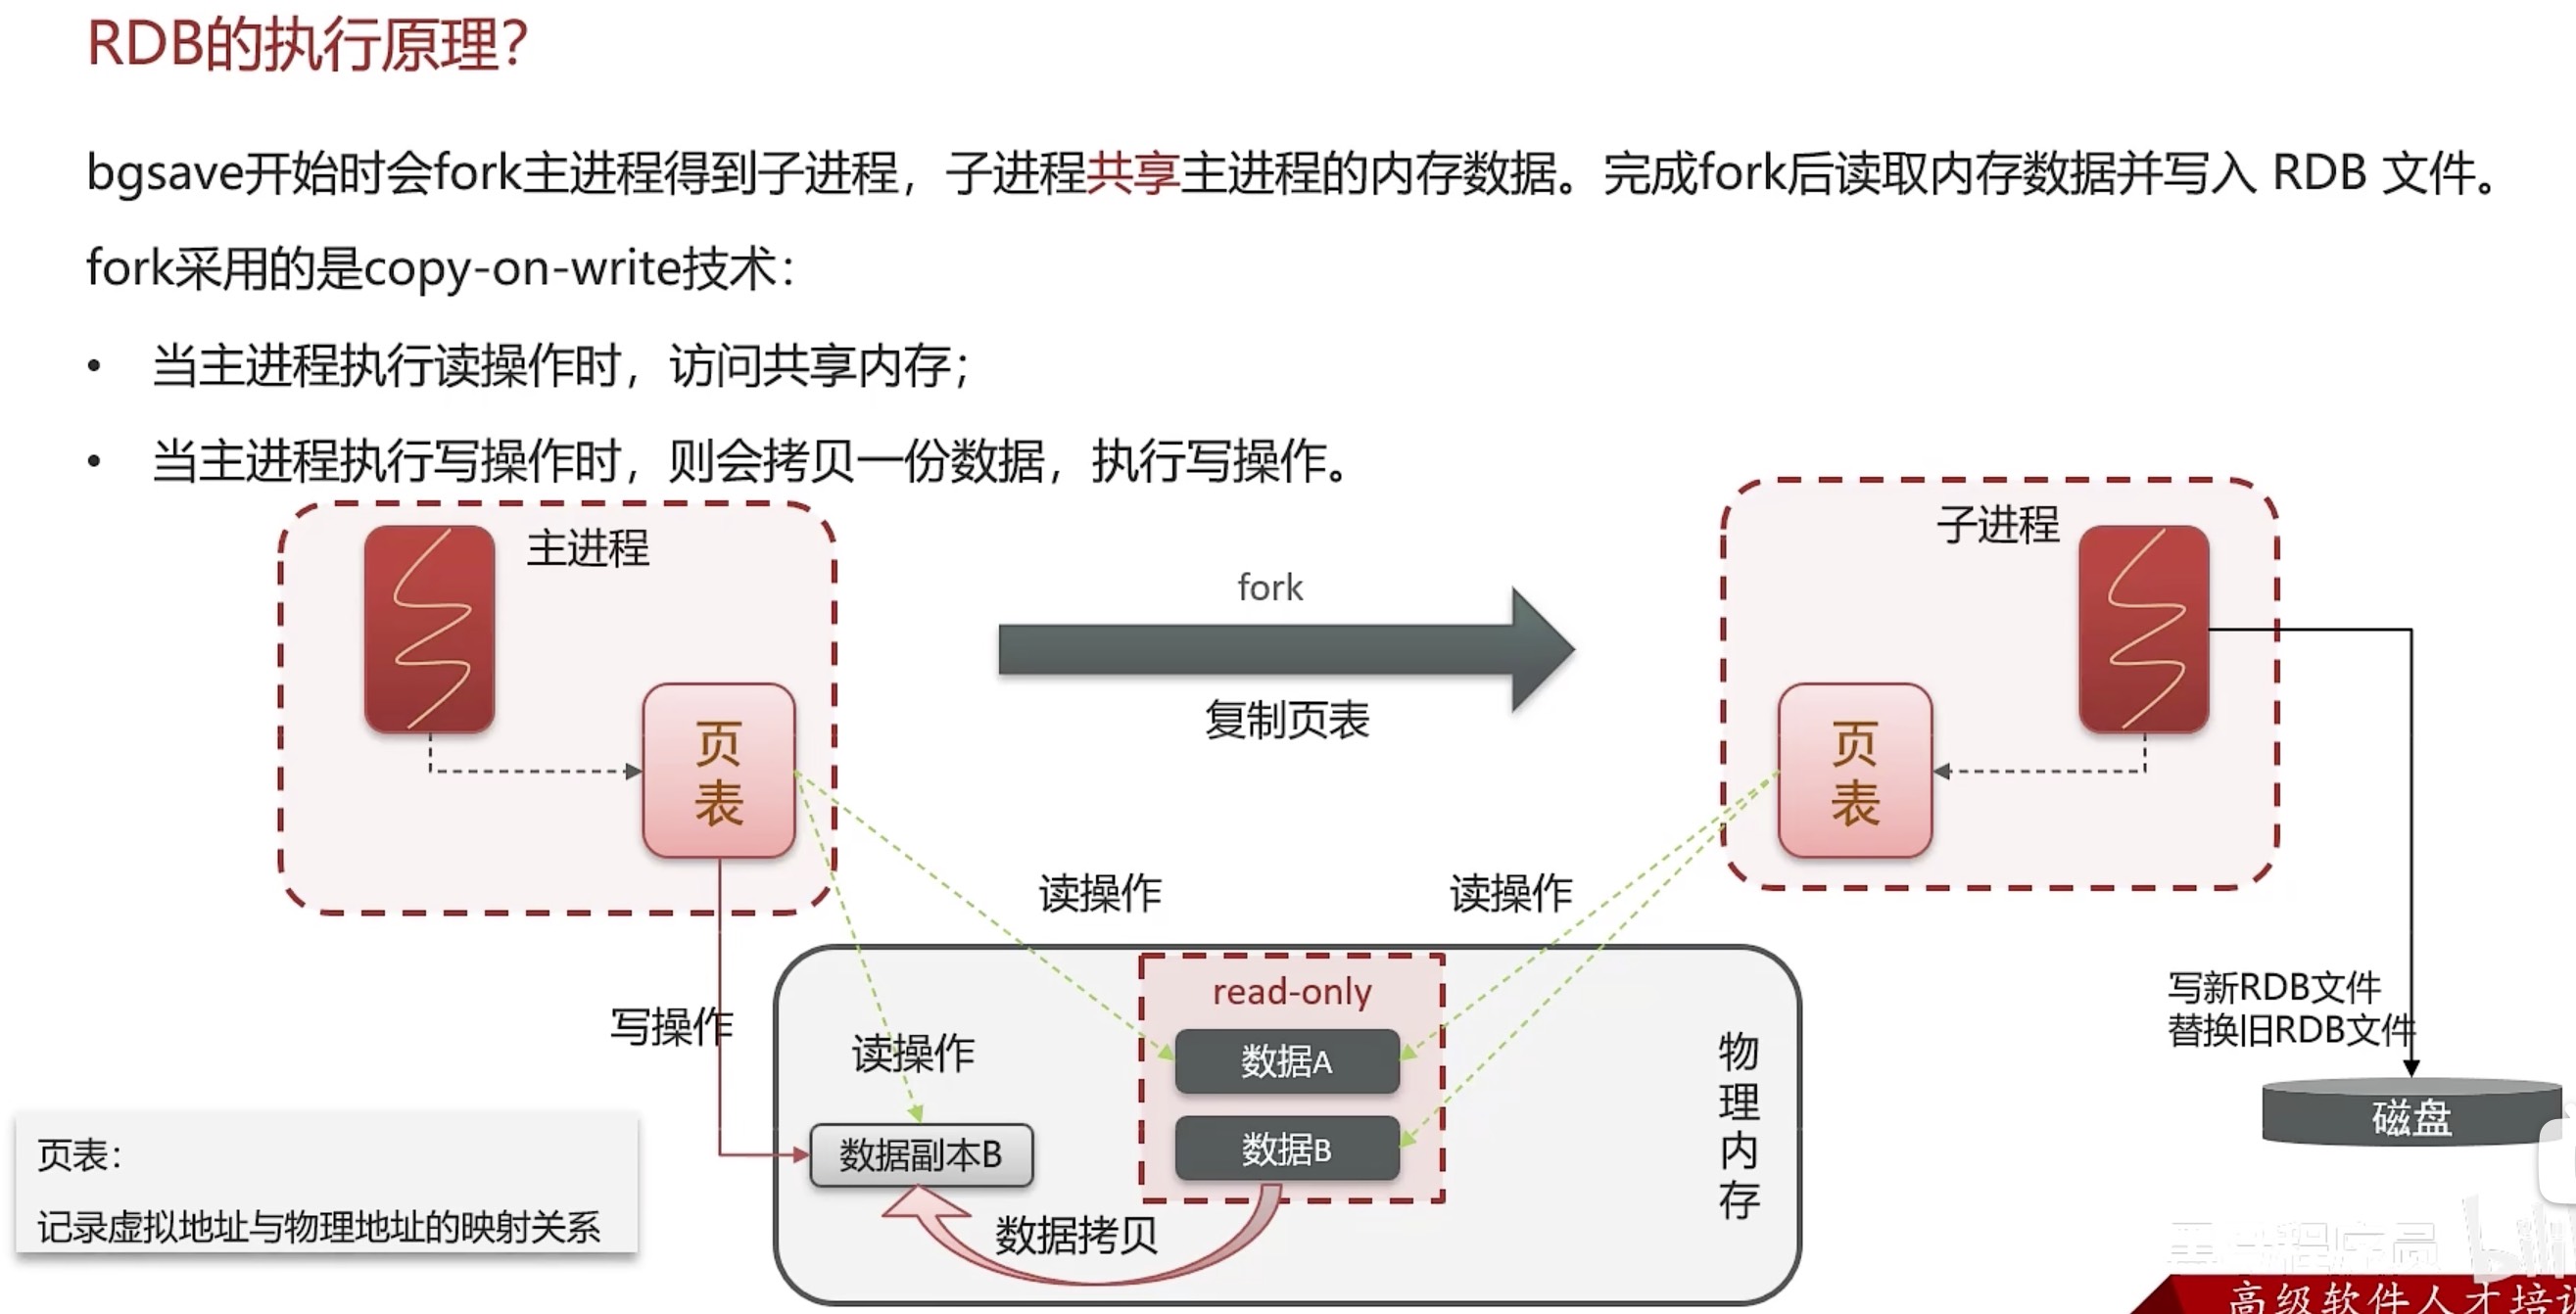 RDB的执行原理？
bgsave开始时会fork主进程得到子进程，子进程共享主进程的内存数据。完成fork后读取内存数据并写入 RDB 文件。
fork采用的是copy-on-write技术：
• 当主进程执行读操作时，访问共享内存；
• 当主进程执行写操作时，则会拷贝一份数据，执行写操作。
主进程
页表
fork
复制页表
子进程
页表
读操作
读操作
写操作
读操作
read-only
数据A
数据B
数据副本B
数据拷贝
物理内存
写新RDB文件
替换旧RDB文件
磁盘
页表：
记录虚拟地址与物理地址的映射关系
高级软件人才培